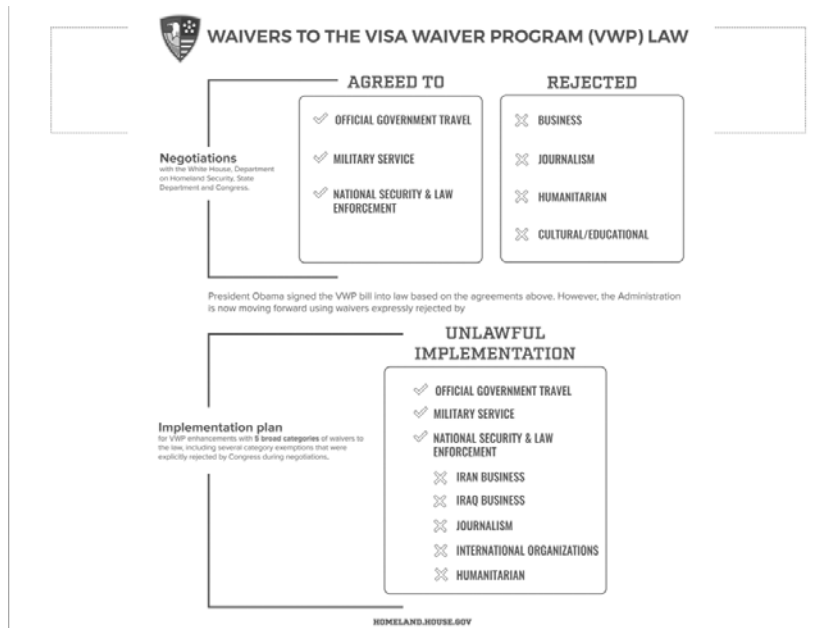 WAIVERS TO THE VISA WAIVER PROGRAM (VWP) LAW
AGREED TO
OFFICIAL GOVERNMENT TRAVEL
MILITARY SERVICE
NATIONAL SECURITY & LAW
ENFORCEMENT
REJECTED
BUSINESS
JOURNALISM
HUMANITARIAN
CULTURAL/EDUCATIONAL
Negotiations
with the White House, Department
on Homeland Security, State
Department and Congress.
President Obama signed the VWP bill into law based on the agreements above. However, the Administration
is now moving forward using waivers expressly rejected by
UNLAWFUL
IMPLEMENTATION
OFFICIAL GOVERNMENT TRAVEL
MILITARY SERVICE
NATIONAL SECURITY & LAW
ENFORCEMENT
IRAN BUSINESS
IRAQ BUSINESS
JOURNALISM
INTERNATIONAL ORGANIZATIONS
HUMANITARIAN
Implementation plan
for VWP enhancements with 5 broad categories of waivers to
the law, including several category exemptions that were
explicitly rejected by Congress during negotiations.
HOMELAND.HOUSE.GOV